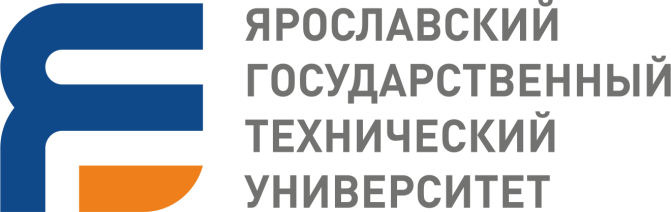 ЯРОСЛАВСКИЙ
ГОСУДАРСТВЕННЫЙ
ТЕХНИЧЕСКИЙ
УНИВЕРСИТЕТ